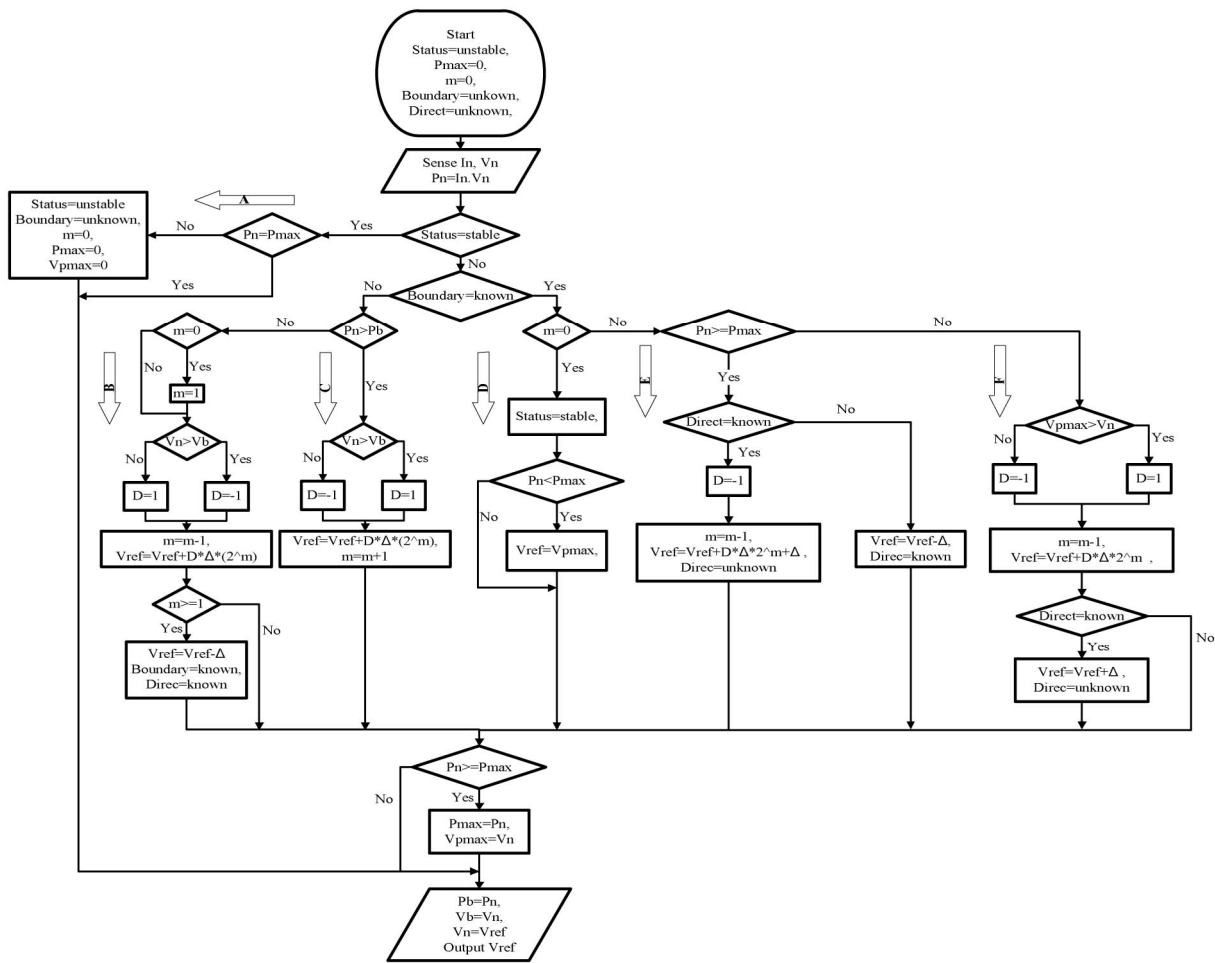 Start
Status=unstable,
Pmax=0,
m=0,
Boundary=unkown,
Direct=unknown,
Sense In, Vn
Pn=In.Vn
A
Status=unstable
Boundary=unknown,
m=0,
Pmax=0,
Vpmax=0
No
Pn=Pmax
Yes
Status=stable
Yes
No
No
Boundary=known
Yes
m=0
No
Pn>Pb
m=0
No
Pn>=Pmax
No
No
Yes
m=1
B
Yes
C
Yes
D
E
Yes
F
Status=stable,
Direct=known
No
Vpmax>Vn
Vn>Vb
No
Yes
Vn>Vb
No
Yes
Pn<Pmax
Yes
No
Yes
D=1
D=-1
D=-1
D=1
D=-1
D=-1
D=1
No
Yes
m=m-1,
Vref=Vref+D*Δ*(2^m)
Vref=Vref+D*Δ*(2^m),
m=m+1
Vref=Vpmax,
m=m-1,
Vref=Vref+D*Δ*2^m+Δ ,
Direc=unknown
Vref=Vref-Δ,
Direc=known
m=m-1,
Vref=Vref+D*Δ*2^m ,
m>=1
Yes
No
Direct=known
No
Yes
Vref=Vref-Δ
Boundary=known,
Direc=known
Vref=Vref+Δ ,
Direc=unknown
Pn>=Pmax
No
Yes
Pmax=Pn,
Vpmax=Vn
Pb=Pn,
Vb=Vn,
Vn=Vref
Output Vref